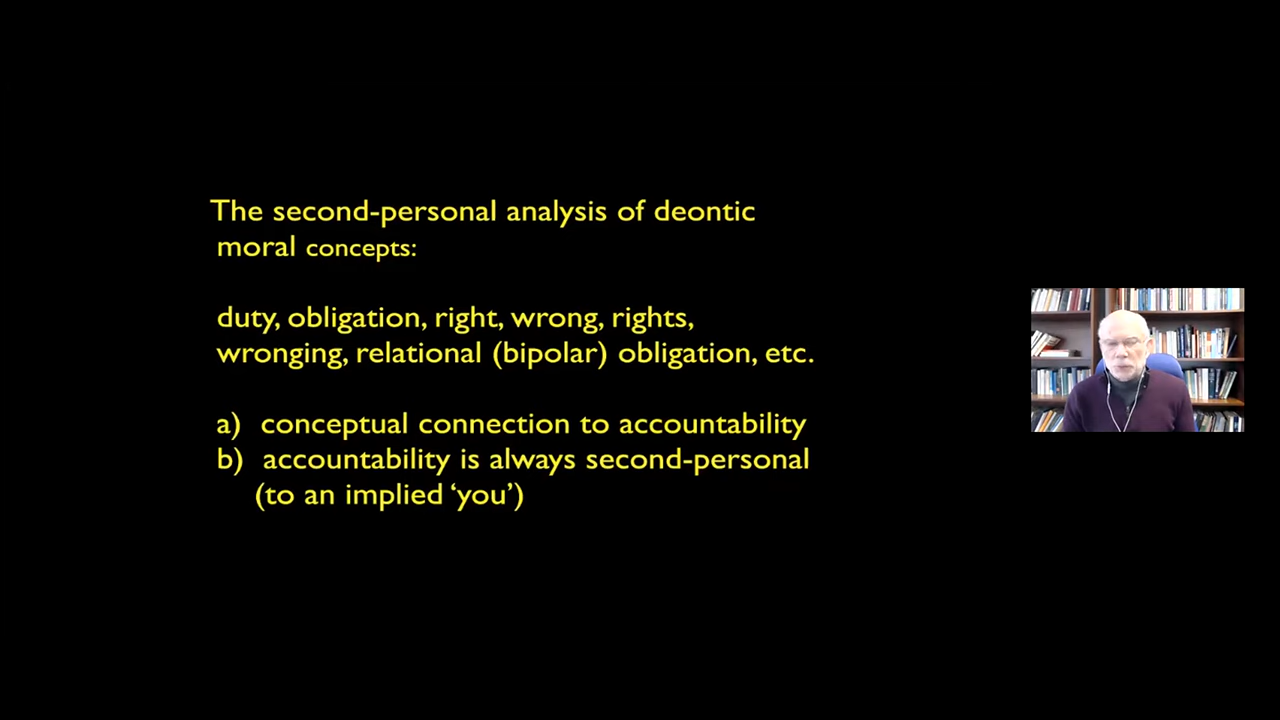 The second-personal analysis of deontic
moral concepts:
duty, obligation, right, wrong, rights,
wronging, relational (bipolar) obligation, etc.
a) conceptual connection to accountability
b) accountability is always second-personal
(to an implied ‘you’)